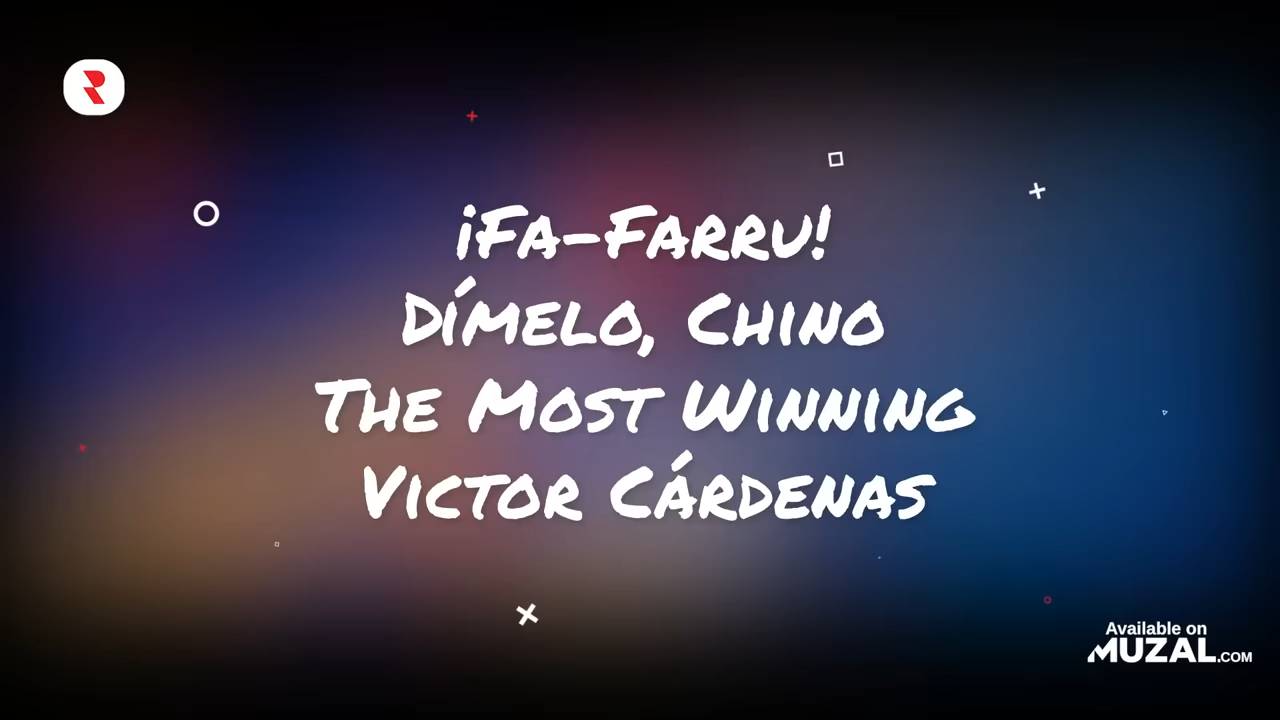 ¡Fa-Farru!
Dímelo, Chino
The Most Winning
Victor Cárdenas
Available on
MUZAL.COM